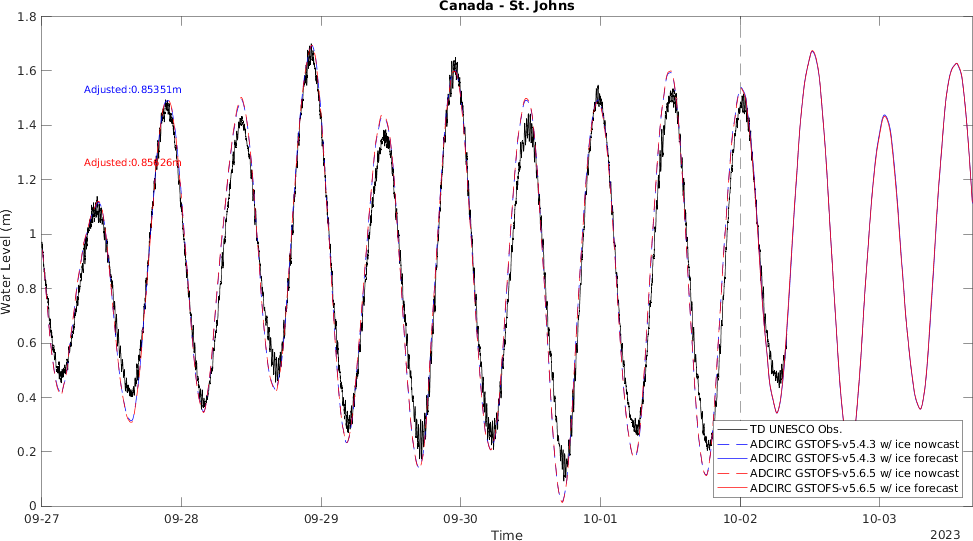 Canada - St. Johns
1.8
1.6
1.4
1.2
1
0.8
0.6
0.4
0.2
0
Water Level (m)
Adjusted:0.85351m
Adjusted:0.85626m
TD UNESCO Obs.
ADCIRC GSTOFS-v5.4.3 w/ ice nowcast
ADCIRC GSTOFS-v5.4.3 w/ ice forecast
ADCIRC GSTOFS-v5.6.5 w/ ice nowcast
ADCIRC GSTOFS-v5.6.5 w/ ice forecast
09-27 09-28 09-29 09-30 10-01 10-02 10-03
Time
2023